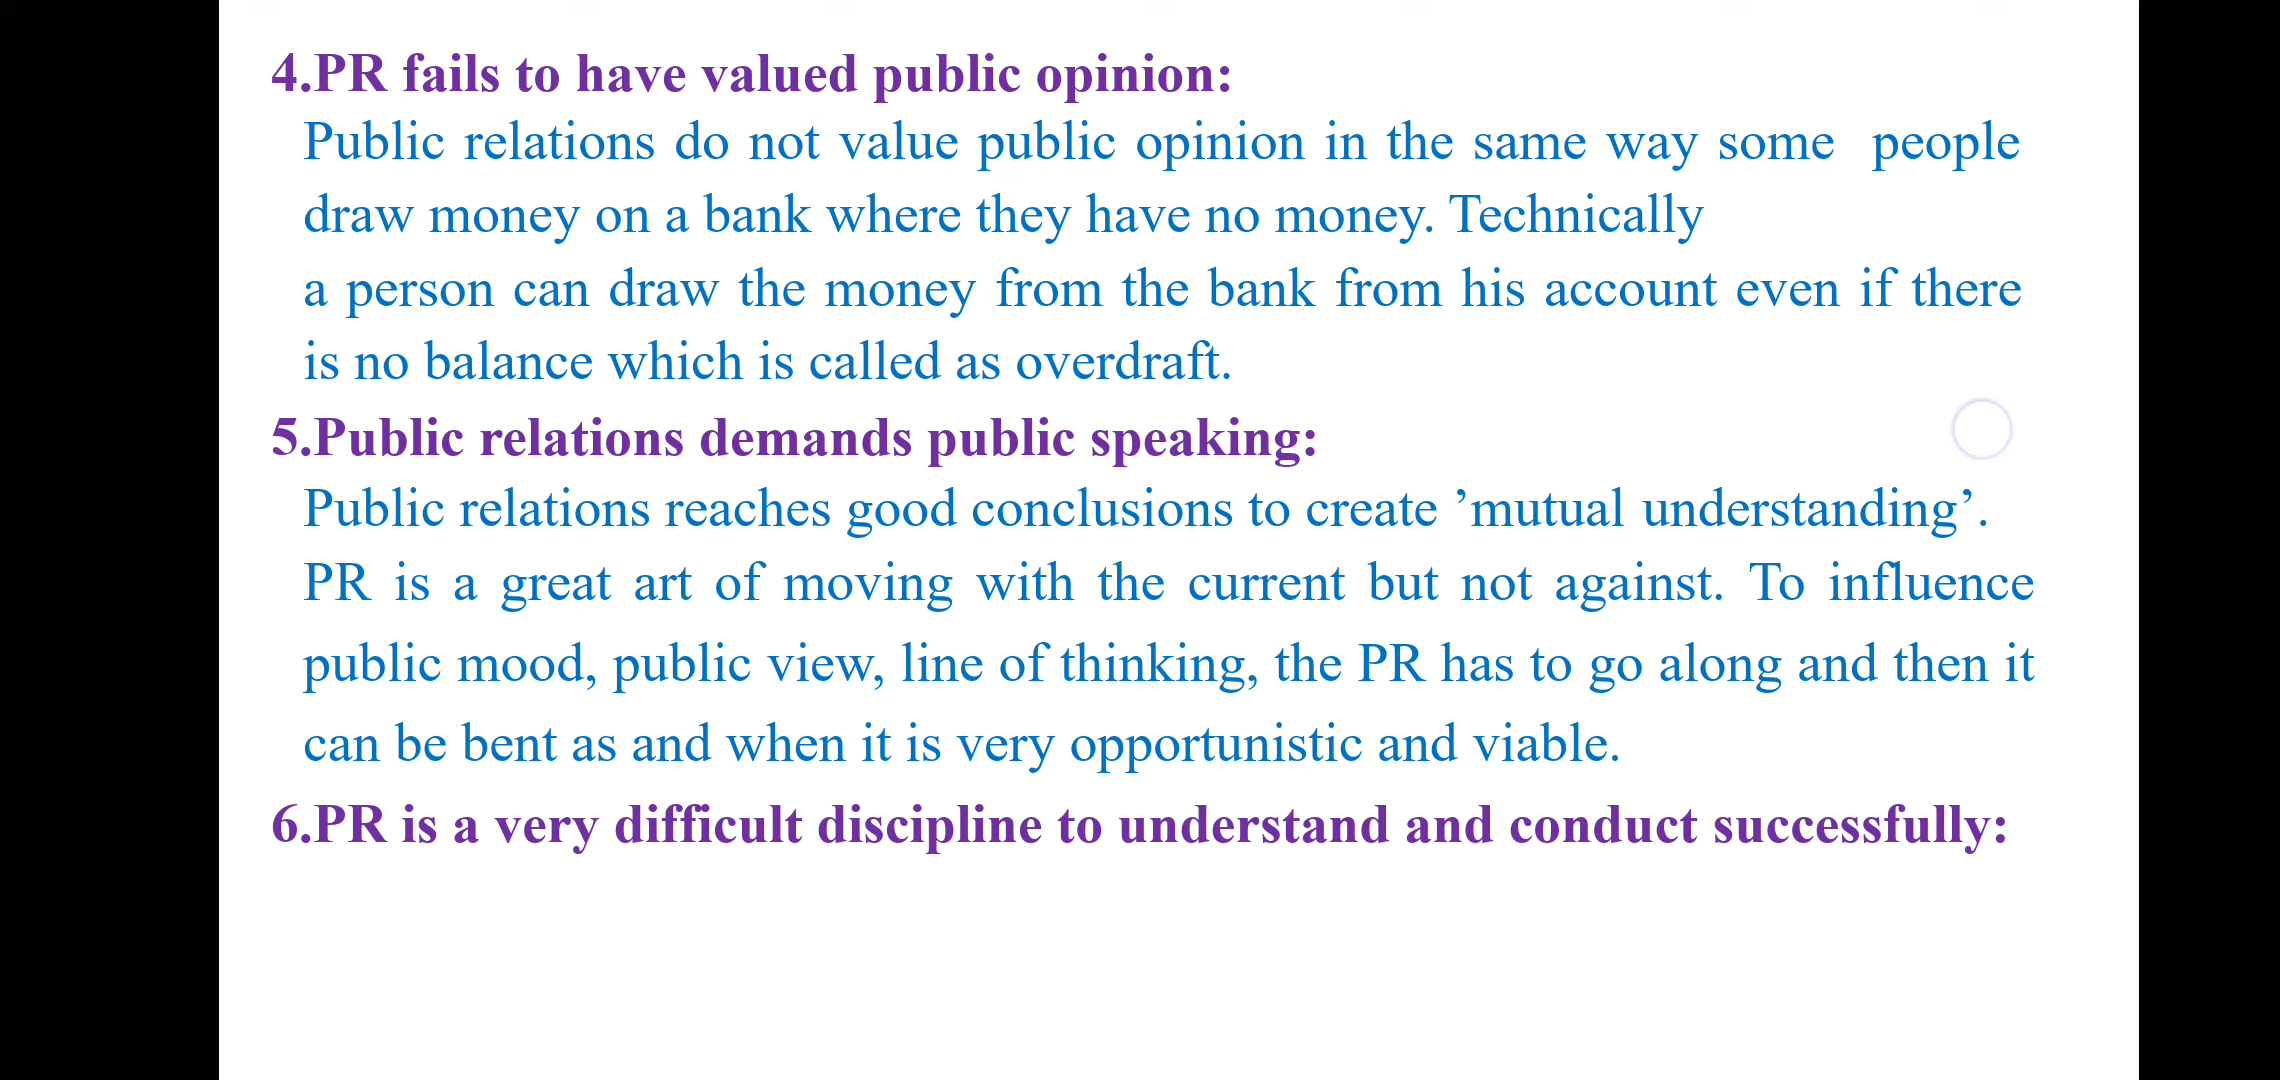 4.PR fails to have valued public opinion:
Public relations do not value public opinion in the same way some people
draw money on a bank where they have no money. Technically
a person can draw the money from the bank from his account even if there
is no balance which is called as overdraft.
5.Public relations demands public speaking:
Public relations reaches good conclusions to create ’mutual understanding’.
PR is a great art of moving with the current but not against. To influence
public mood, public view, line of thinking, the PR has to go along and then it
can be bent as and when it is very opportunistic and viable.
6.PR is a very difficult discipline to understand and conduct successfully: